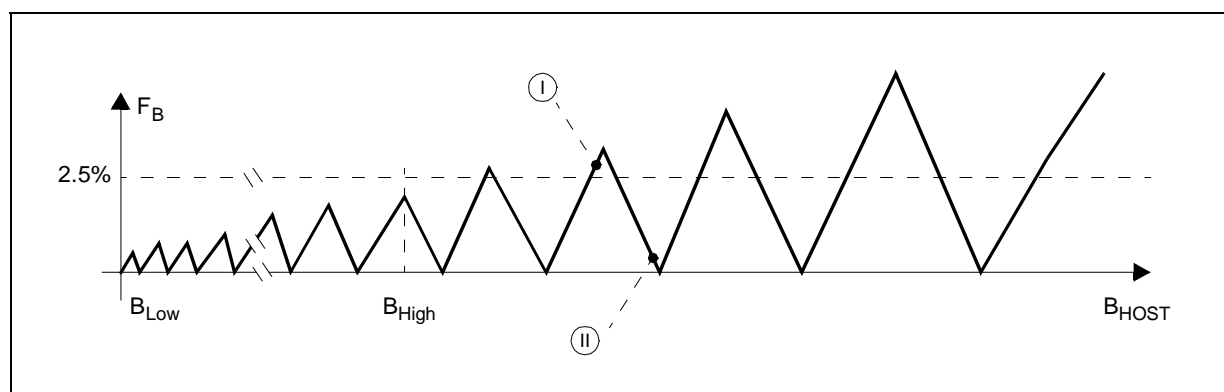 I
F_B
2.5%
B_Low
B_High
B_HOST
II